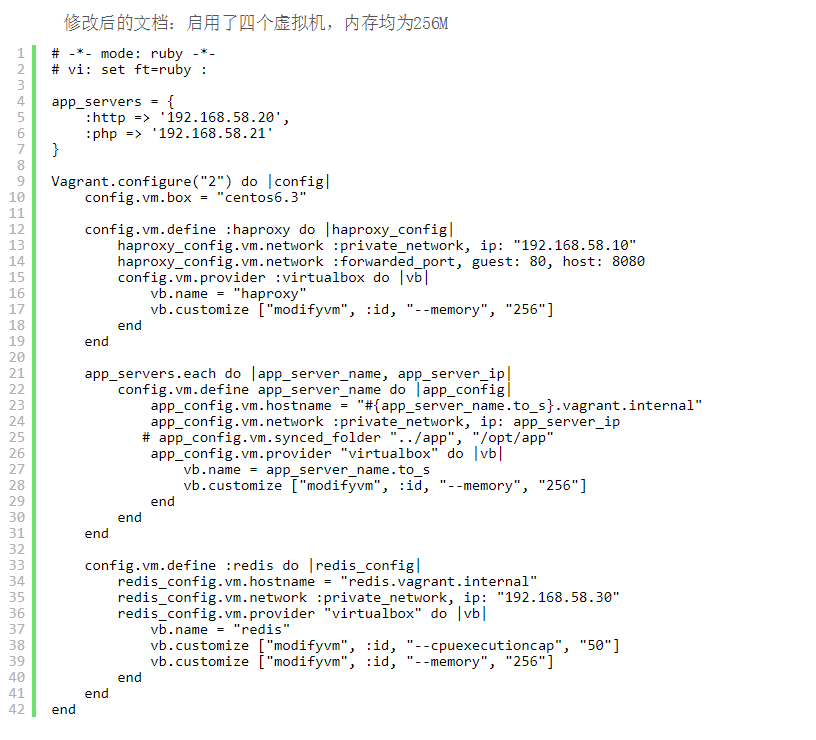 修改后的文档：启用了四个虚拟机，内存均为256M
1 # -*- mode: ruby -*-
2 # vi: set ft=ruby :
3
4 app_servers = {
5     :http => '192.168.58.20',
6     :php => '192.168.58.21'
7 }
8
9 Vagrant.configure("2") do |config|
10     config.vm.box = "centos6.3"
11
12     config.vm.define :haproxy do |haproxy_config|
13         haproxy_config.vm.network :private_network, ip: "192.168.58.10"
14         haproxy_config.vm.network :forwarded_port, guest: 80, host: 8080
15         config.vm.provider :virtualbox do |vb|
16             vb.name = "haproxy"
17             vb.customize ["modifyvm", :id, "--memory", "256"]
18         end
19     end
20
21     app_servers.each do |app_server_name, app_server_ip|
22         config.vm.define app_server_name do |app_config|
23             app_config.vm.hostname = "#{app_server_name.to_s}.vagrant.internal"
24             app_config.vm.network :private_network, ip: app_server_ip
25            # app_config.vm.synced_folder "../app", "/opt/app"
26             app_config.vm.provider "virtualbox" do |vb|
27                 vb.name = app_server_name.to_s
28                 vb.customize ["modifyvm", :id, "--memory", "256"]
29             end
30         end
31     end
32
33     config.vm.define :redis do |redis_config|
34         redis_config.vm.hostname = "redis.vagrant.internal"
35         redis_config.vm.network :private_network, ip: "192.168.58.30"
36         redis_config.vm.provider "virtualbox" do |vb|
37             vb.name = "redis"
38             vb.customize ["modifyvm", :id, "--cpuexecutioncap", "50"]
39             vb.customize ["modifyvm", :id, "--memory", "256"]
40         end
41     end
42 end